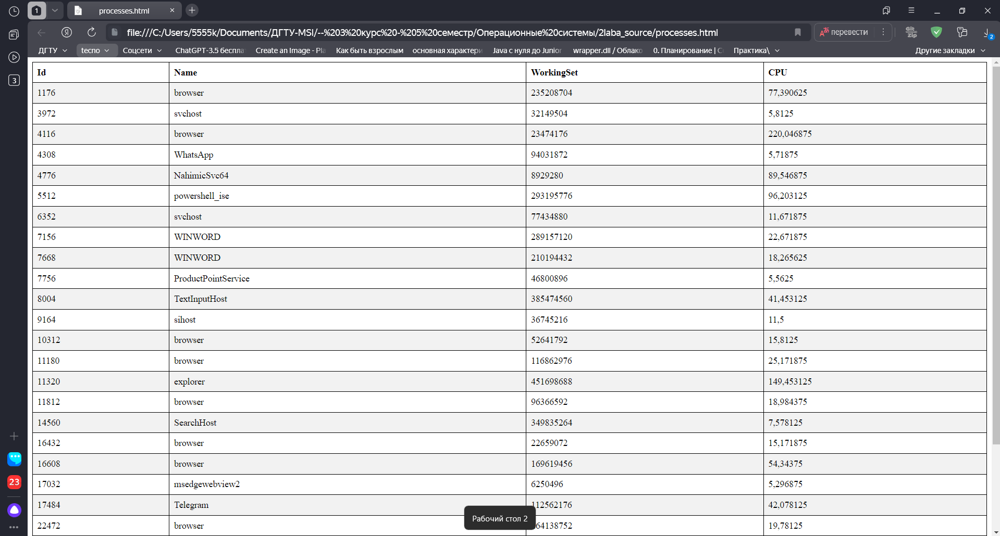 1 processes.html
file:///C:/Users/5555k/Documents/ДГТУ-MSI/--%203%20курс%20-%205%20семестр/Операционные%20системы/2laba_source/processes.html перевести Git zip 2
ДГТУ tecno Соцсети ChatGPT-3.5 беспла Create an Image - Pla Как быть взрослым основная характери Java с нуля до Junior wrapper.dll / Облако 0. Планирование | С Практика\ Другие закладки
3
Id Name WorkingSet CPU
1176 browser 235208704 77,390625
3972 svchost 32149504 5,8125
4116 browser 23474176 220,046875
4308 WhatsApp 94031872 5,71875
4776 NahimicSvc64 8929280 89,546875
5512 powershell_ise 293195776 96,203125
6352 svchost 77434880 11,671875
7156 WINWORD 289157120 22,671875
7668 WINWORD 210194432 18,265625
7756 ProductPointService 46800896 5,5625
8004 TextInputHost 385474560 41,453125
9164 sihost 36745216 11,5
10312 browser 52641792 15,8125
11180 browser 116862976 25,171875
11320 explorer 451698688 149,453125
11812 browser 96366592 18,984375
14560 SearchHost 349835264 7,578125
16432 browser 22659072 15,171875
16608 browser 169619456 54,34375
17032 msedgewebview2 6250496 5,296875
17484 Telegram 112562176 42,078125
22472 browser 64138752 19,78125
23
Рабочий стол 2